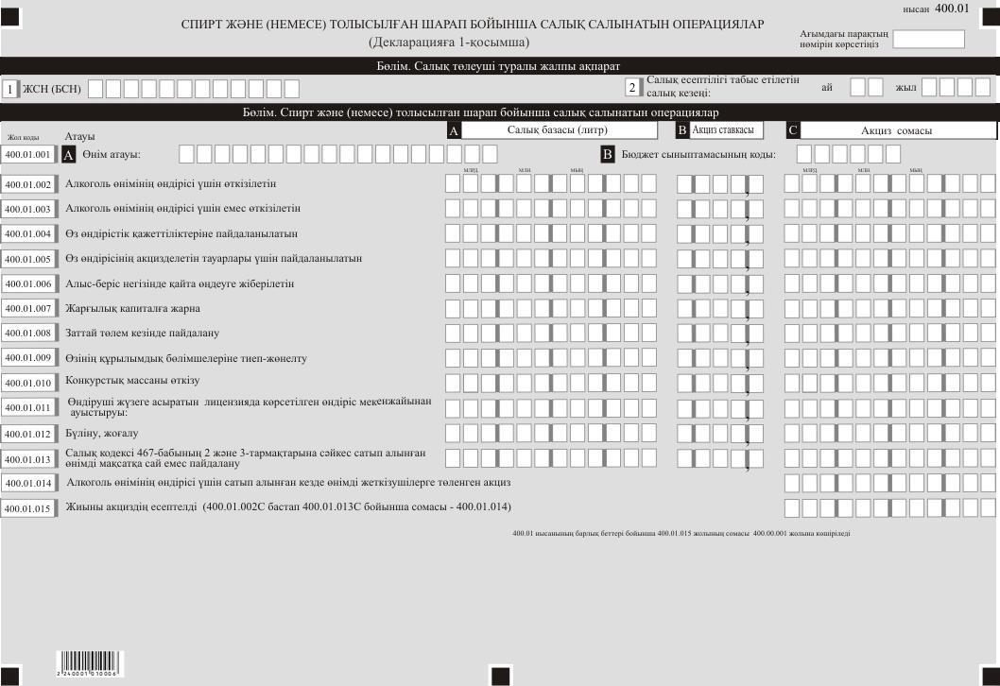 нысан 400.01
СПИРТ ЖӘНЕ (НЕМЕСЕ) ТОЛЫСЫЛҒАН ШАРАП БОЙЫНША САЛЫҚ САЛЫНАТЫН ОПЕРАЦИЯЛАР
(Декларацияға 1-қосымша)
Ағымдағы парақтың
нөмірін көрсетіңіз
Бөлім. Салық төлеуші туралы жалпы ақпарат
1 ЖСН (БСН)
2 Салық есептілігі табыс етілетін
салық кезеңі:
ай
жыл
Бөлім. Спирт және (немесе) толысылған шарап бойынша салық салынатын операциялар
Жол коды
Атауы
A Салық базасы (литр)
B Акциз ставкасы
C Акциз сомасы
400.01.001 A Өнім атауы:
B Бюджет сыныптамасының коды:
млрд. млн. мың
млрд. млн. мың
400.01.002 Алкоголь өнімінің өндірісі үшін өткізілетін ,
400.01.003 Алкоголь өнімінің өндірісі үшін емес өткізілетін ,
400.01.004 Өз өндірістік қажеттіліктеріне пайдаланылатын ,
400.01.005 Өз өндірісінің акцизделетін тауарлары үшін пайдаланылатын ,
400.01.006 Алыс-беріс негізінде қайта өңдеуге жіберілетін ,
400.01.007 Жарғылық капиталға жарна ,
400.01.008 Заттай төлем кезінде пайдалану ,
400.01.009 Өзінің құрылымдық бөлімшелеріне тиеп-жөнелту ,
400.01.010 Конкурстық массаны өткізу ,
400.01.011 Өндіруші жүзеге асыратын лицензияда көрсетілген өндіріс мекенжайынан
ауыстыруы: ,
400.01.012 Бүліну, жоғалу ,
400.01.013 Салық кодексі 467-бабының 2 және 3-тармақтарына сәйкес сатып алынған
өнімді мақсатқа сай емес пайдалану ,
400.01.014 Алкоголь өнімінің өндірісі үшін сатып алынған кезде өнімді жеткізушілерге төленген акциз
400.01.015 Жиыны акциздің есептелді (400.01.002C бастап 400.01.013C бойынша сомасы - 400.01.014)
400.01 нысанының барлық беттері бойынша 400.01.015 жолының сомасы 400.00.001 жолына көшіріледі
2 240001 010006